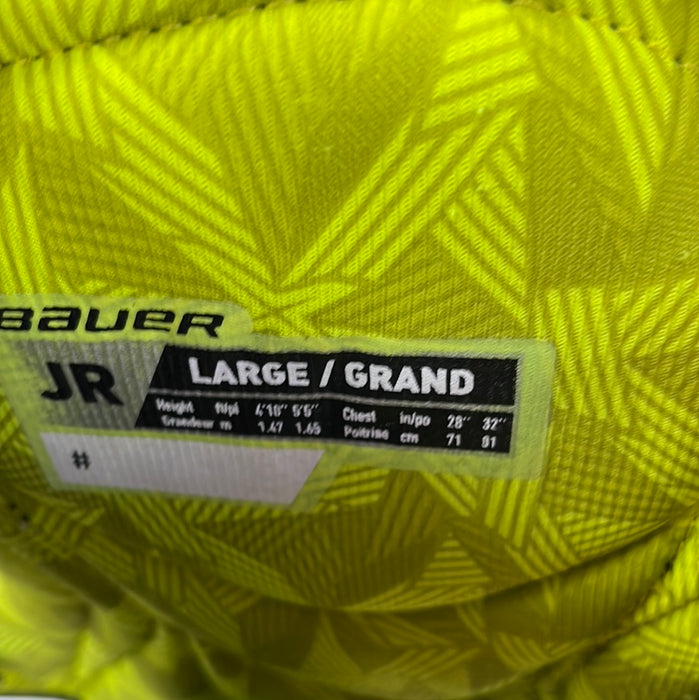 BAUER
JR
LARGE / GRAND
Height ft/pi 4'10" 5'5" Chest in/po 28" 32"
Grandeur m 1.47 1.65 Poitrine cm 71 81
#